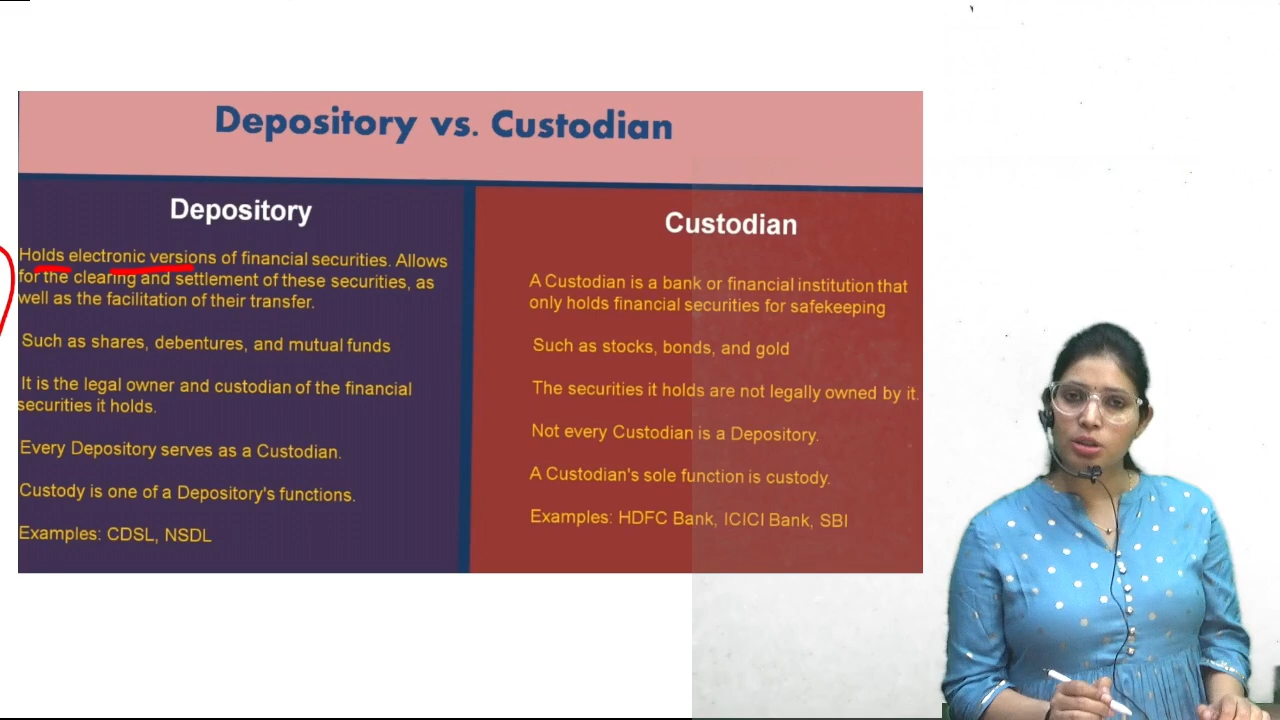 Depository vs. Custodian
Depository
Holds electronic versions of financial securities. Allows
for the clearing and settlement of these securities, as
well as the facilitation of their transfer.
Such as shares, debentures, and mutual funds
It is the legal owner and custodian of the financial
securities it holds.
Every Depository serves as a Custodian.
Custody is one of a Depository's functions.
Examples: CDSL, NSDL
Custodian
A Custodian is a bank or financial institution that
only holds financial securities for safekeeping
Such as stocks, bonds, and gold
The securities it holds are not legally owned by it.
Not every Custodian is a Depository.
A Custodian's sole function is custody.
Examples: HDFC Bank, ICICI Bank, SBI